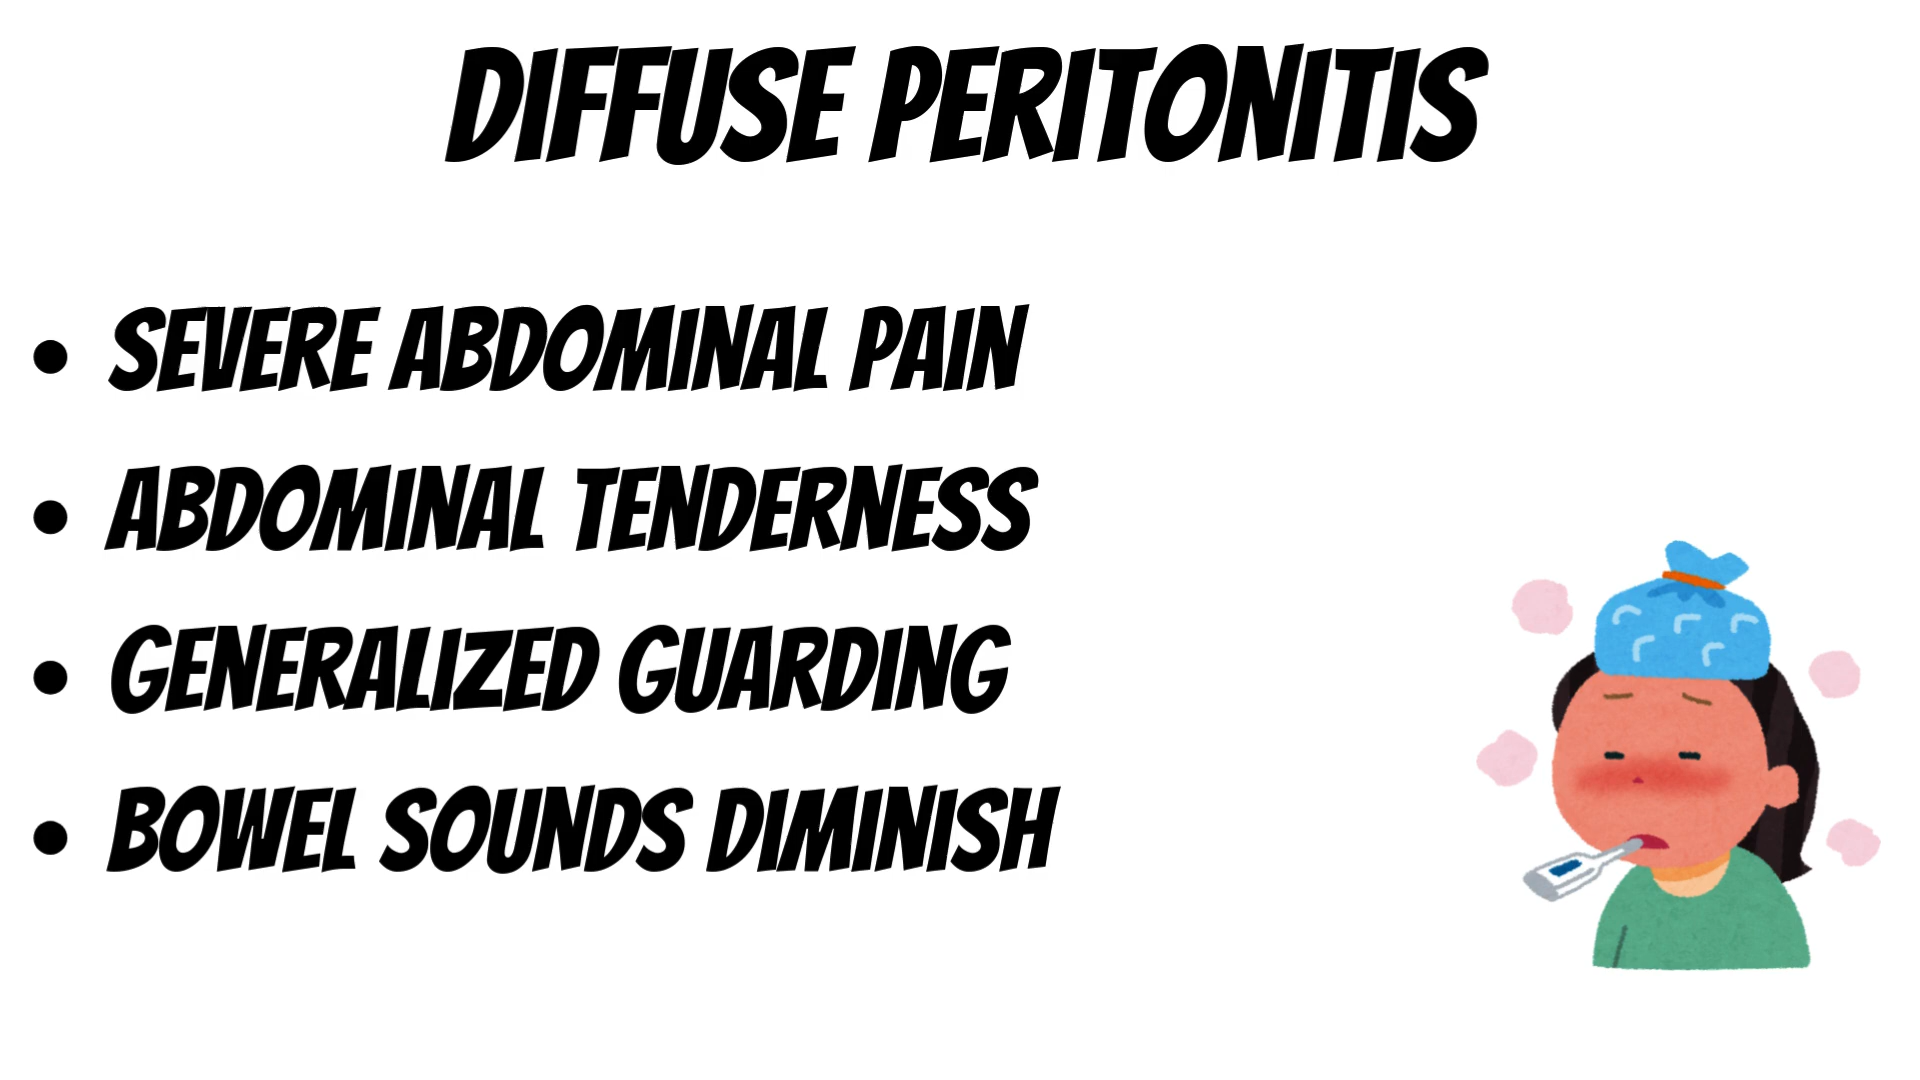 DIFFUSE PERITONITIS
• SEVERE ABDOMINAL PAIN
• ABDOMINAL TENDERNESS
• GENERALIZED GUARDING
• BOWEL SOUNDS DIMINISH